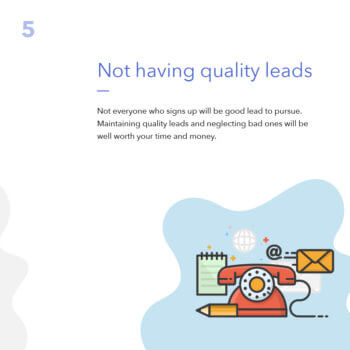 5
Not having quality leads
Not everyone who signs up will be good lead to pursue.
Maintaining quality leads and neglecting bad ones will be
well worth your time and money.
@